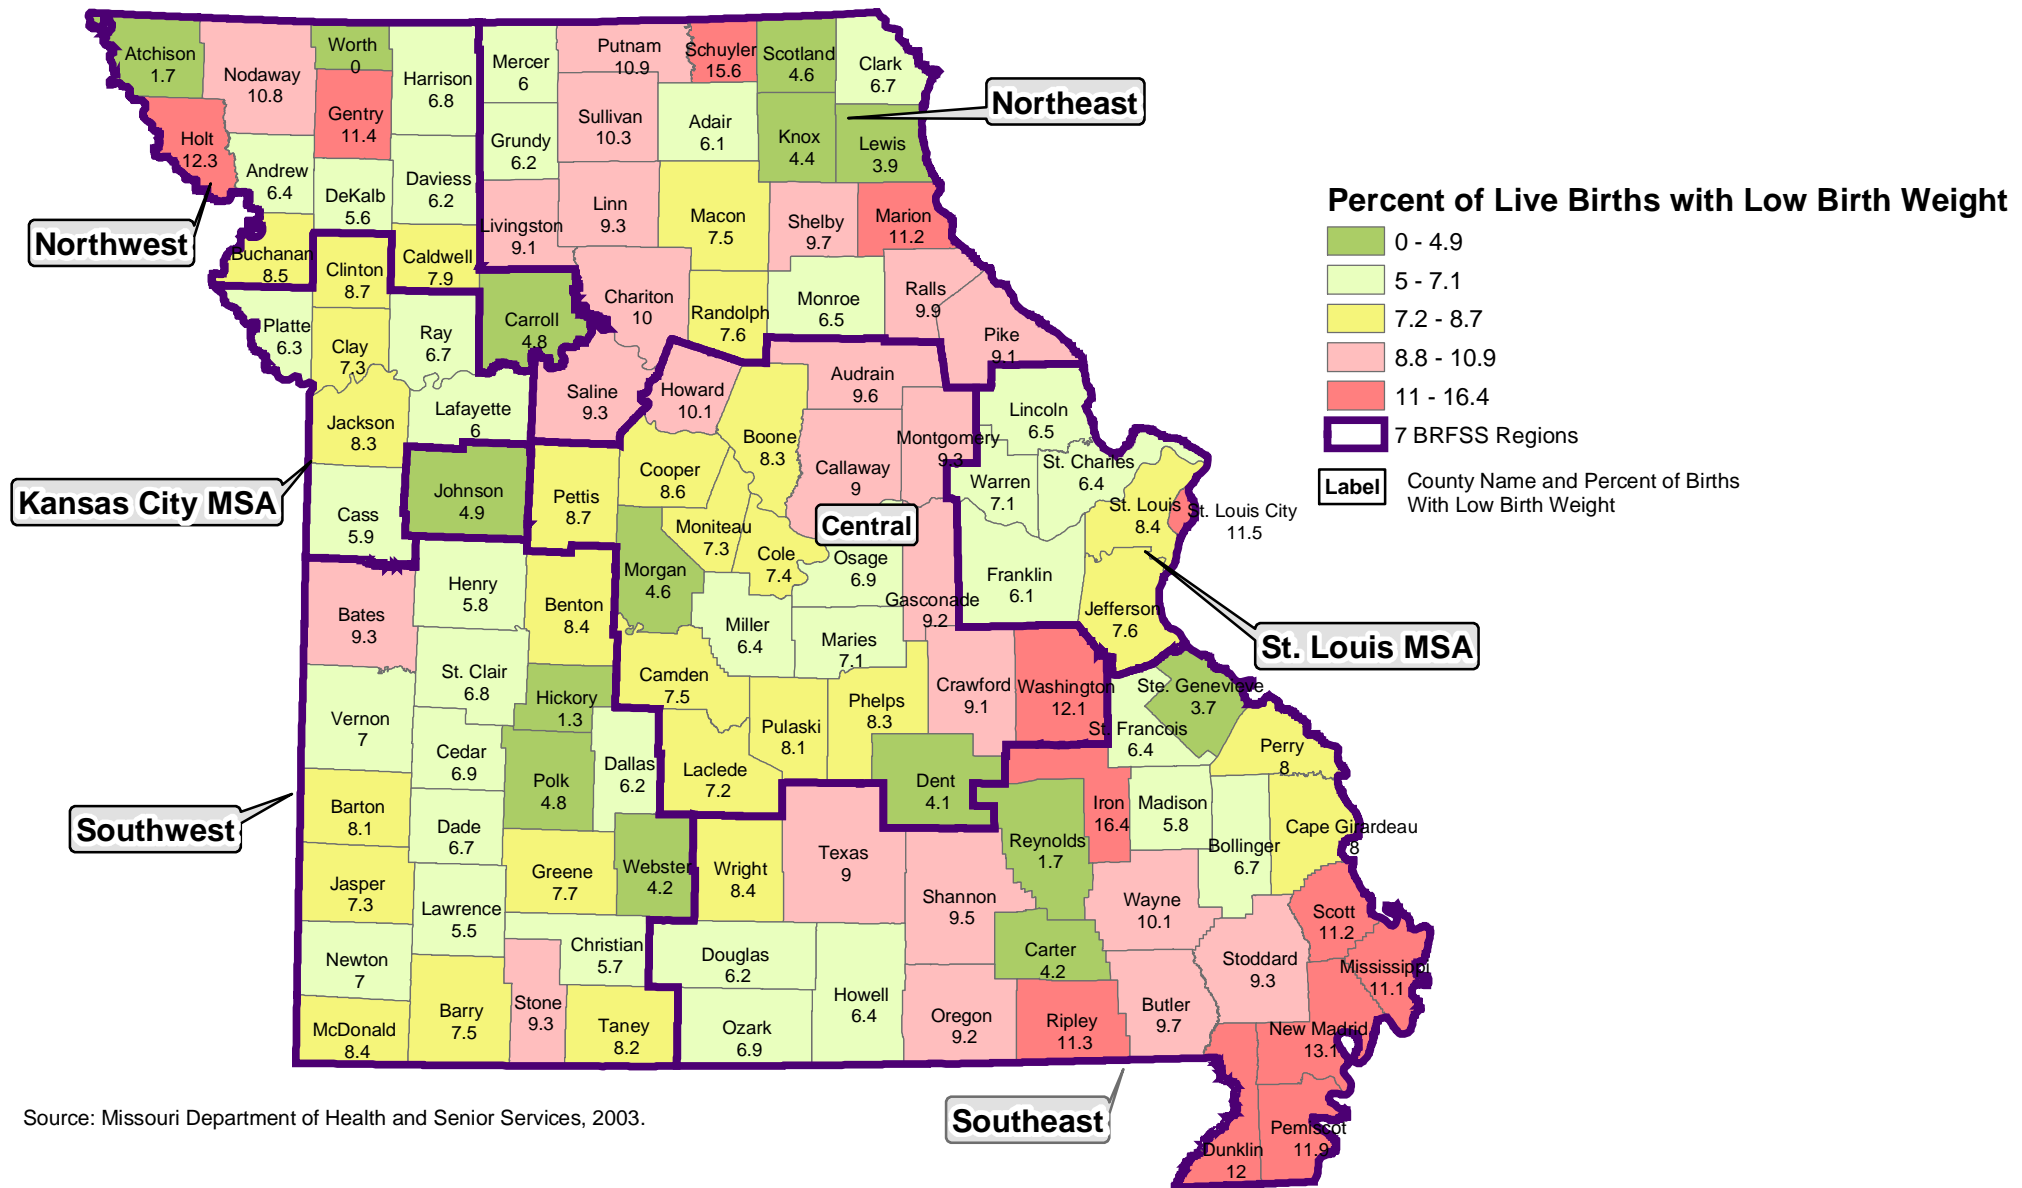 Atchison
1.7
Nodaway
10.8
Worth
0
Gentry
11.4
Harrison
6.8
Mercer
6
Putnam
10.9
Schuyler
15.6
Scotland
4.6
Clark
6.7
Northeast
Holt
12.3
Andrew
6.4
DeKalb
5.6
Daviess
6.2
Grundy
6.2
Sullivan
10.3
Adair
6.1
Knox
4.4
Lewis
3.9
Northwest
Buchanan
8.5
Clinton
8.7
Caldwell
7.9
Livingston
9.1
Linn
9.3
Macon
7.5
Shelby
9.7
Marion
11.2
Platte
6.3
Clay
7.3
Ray
6.7
Carroll
4.8
Chariton
10
Randolph
7.6
Monroe
6.5
Ralls
9.9
Pike
9.1
Jackson
8.3
Lafayette
6
Saline
9.3
Howard
10.1
Audrain
9.6
Boone
8.3
Callaway
9
Montgomery
9.3
Lincoln
6.5
Kansas City MSA
Cass
5.9
Johnson
4.9
Pettis
8.7
Cooper
8.6
Moniteau
7.3
Cole
7.4
Central
Osage
6.9
Warren
7.1
St. Charles
6.4
St. Louis
8.4
St. Louis City
11.5
Bates
9.3
Henry
5.8
Benton
8.4
Morgan
4.6
Miller
6.4
Maries
7.1
Gasconade
9.2
Franklin
6.1
Jefferson
7.6
St. Louis MSA
Vernon
7
St. Clair
6.8
Hickory
1.3
Camden
7.5
Pulaski
8.1
Phelps
8.3
Crawford
9.1
Washington
12.1
Ste. Genevieve
3.7
St. Francois
6.4
Perry
8
Southwest
Barton
8.1
Cedar
6.9
Polk
4.8
Dallas
6.2
Laclede
7.2
Dent
4.1
Iron
16.4
Madison
5.8
Bollinger
6.7
Cape Girardeau
8
Dade
6.7
Jasper
7.3
Greene
7.7
Webster
4.2
Wright
8.4
Texas
9
Shannon
9.5
Reynolds
1.7
Wayne
10.1
Scott
11.2
Lawrence
5.5
Newton
7
Christian
5.7
Douglas
6.2
Howell
6.4
Carter
4.2
Stoddard
9.3
Mississippi
11.1
McDonald
8.4
Barry
7.5
Stone
9.3
Taney
8.2
Ozark
6.9
Oregon
9.2
Ripley
11.3
Butler
9.7
New Madrid
13.1
Southeast
Dunklin
12
Pemiscot
11.9
Percent of Live Births with Low Birth Weight
0 - 4.9
5 - 7.1
7.2 - 8.7
8.8 - 10.9
11 - 16.4
7 BRFSS Regions
Label
County Name and Percent of Births
With Low Birth Weight
Source: Missouri Department of Health and Senior Services, 2003.